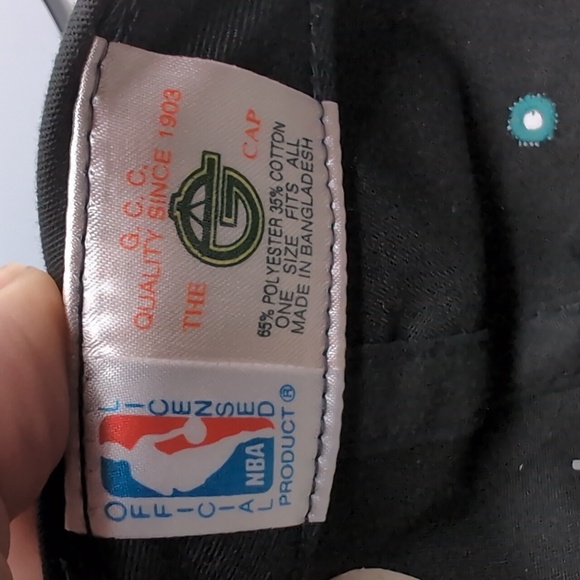 G. C. C.
QUALITY SINCE 1903
THE G CAP
65% POLYESTER 35% COTTON
ONE SIZE FITS ALL
MADE IN BANGLADESH
OFFICIAL
LICENSED
NBA
PRODUCT ®